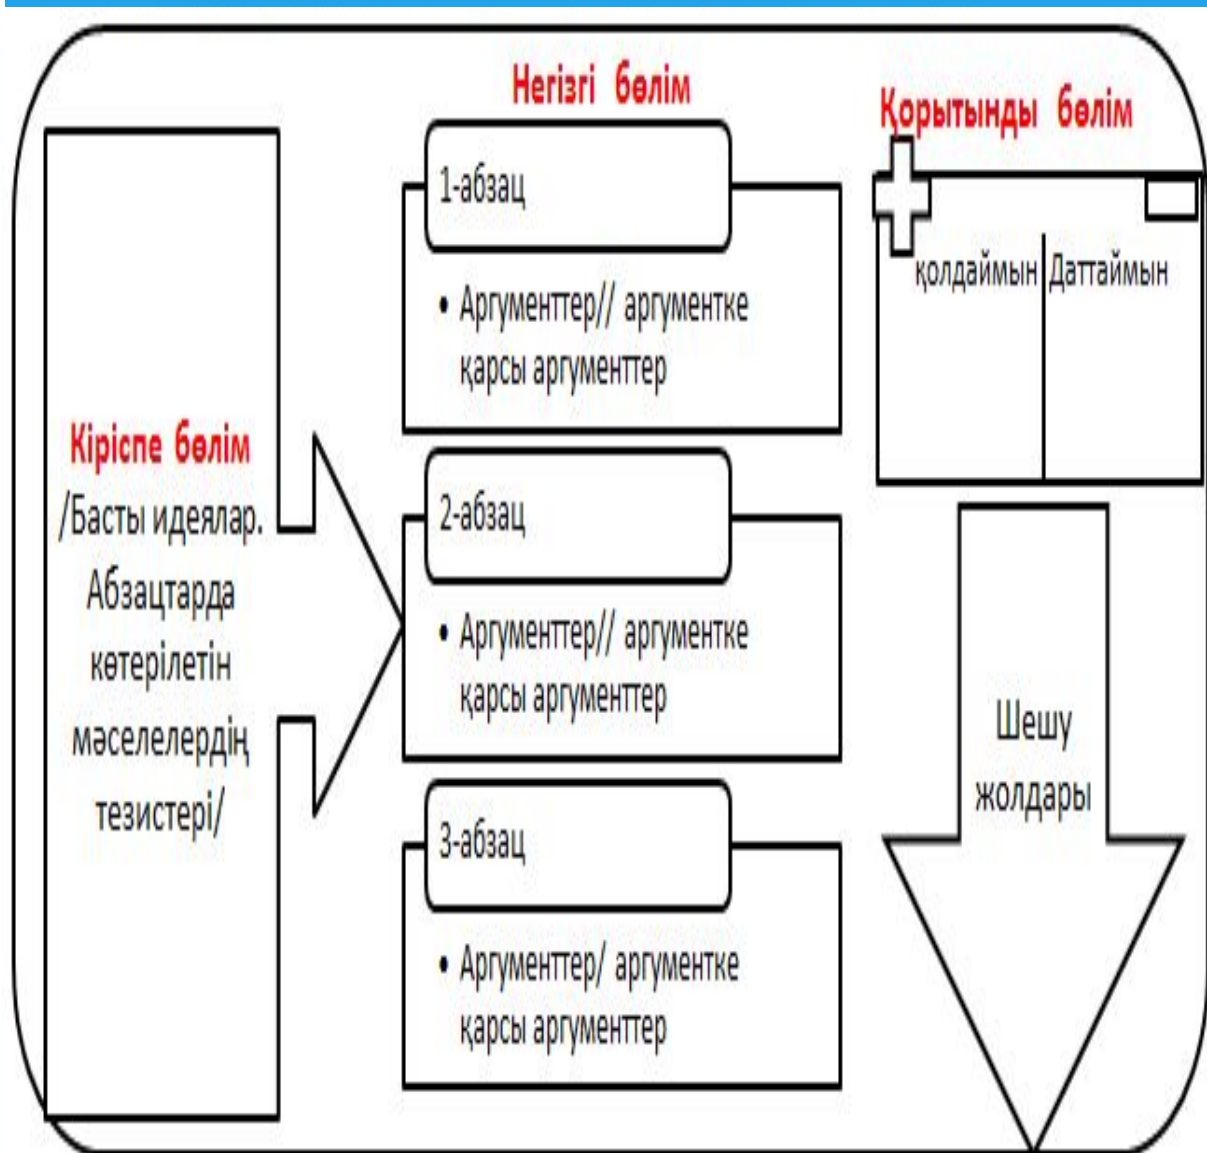 Кіріспе бөлім
/Басты идеялар.
Абзацтарда
көтерілетін
мәселелердің
тезистері/
Негізгі бөлім
1-абзац
• Аргументтер// аргументке
қарсы аргументтер
2-абзац
• Аргументтер// аргументке
қарсы аргументтер
3-абзац
• Аргументтер/ аргументке
қарсы аргументтер
Қорытынды бөлім
қолдаймын
Даттаймын
Шешу
жолдары